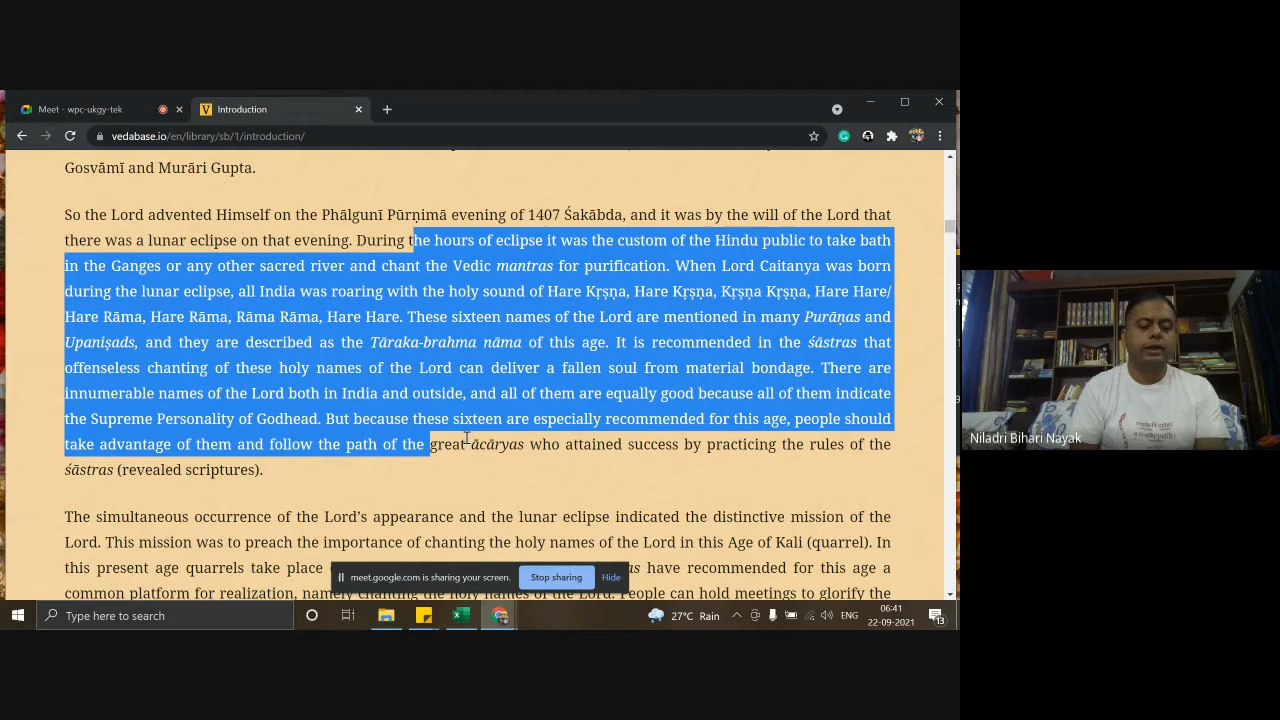 Meet - wpc-ukgy-tek
Introduction
vedabase.io/en/library/sb/1/introduction/
Gosvāmī and Murāri Gupta.
So the Lord advented Himself on the Phālgunī Pūrṇimā evening of 1407 Śakābda, and it was by the will of the Lord that
there was a lunar eclipse on that evening. During the hours of eclipse it was the custom of the Hindu public to take bath
in the Ganges or any other sacred river and chant the Vedic mantras for purification. When Lord Caitanya was born
during the lunar eclipse, all India was roaring with the holy sound of Hare Kṛṣṇa, Hare Kṛṣṇa, Kṛṣṇa Kṛṣṇa, Hare Hare/
Hare Rāma, Hare Rāma, Rāma Rāma, Hare Hare. These sixteen names of the Lord are mentioned in many Purāṇas and
Upaniṣads, and they are described as the Tāraka-brahma nāma of this age. It is recommended in the śāstras that
offenseless chanting of these holy names of the Lord can deliver a fallen soul from material bondage. There are
innumerable names of the Lord both in India and outside, and all of them are equally good because all of them indicate
the Supreme Personality of Godhead. But because these sixteen are especially recommended for this age, people should
take advantage of them and follow the path of the great ācāryas who attained success by practicing the rules of the
śāstras (revealed scriptures).
The simultaneous occurrence of the Lord's appearance and the lunar eclipse indicated the distinctive mission of the
Lord. This mission was to preach the importance of chanting the holy names of the Lord in this Age of Kali (quarrel). In
this present age quarrels take place have recommended for this age a
common platform for realization, namely chanting the holy names of the Lord. People can hold meetings to glorify the
meet.google.com is sharing your screen. Stop sharing Hide
Type here to search
27°C Rain
ENG
06:41
22-09-2021
13
Niladri Bihari Nayak